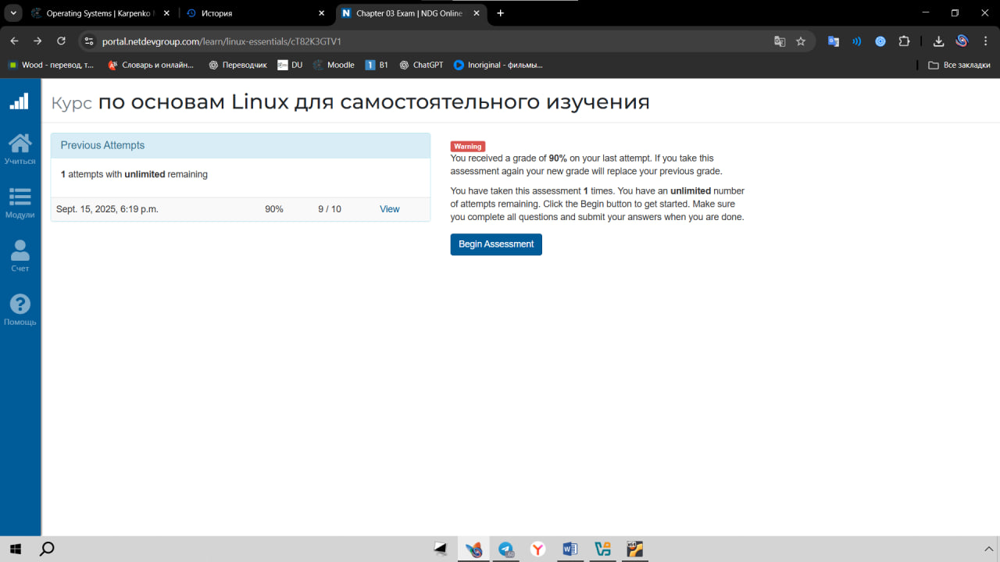 Operating Systems | Karpenko
История
Chapter 03 Exam | NDG Online
portal.netdevgroup.com/learn/linux-essentials/cT82K3GTV1
Wood - перевод, т...
Словарь и онлайн...
Переводчик
DU
Moodle
1 B1
ChatGPT
Inoriginal - фильмы...
Все закладки
Курс по основам Linux для самостоятельного изучения
Учиться
Модули
Счет
Помощь
Previous Attempts
1 attempts with unlimited remaining
Sept. 15, 2025, 6:19 p.m. 90% 9 / 10 View
Warning
You received a grade of 90% on your last attempt. If you take this
assessment again your new grade will replace your previous grade.
You have taken this assessment 1 times. You have an unlimited number
of attempts remaining. Click the Begin button to get started. Make sure
you complete all questions and submit your answers when you are done.
Begin Assessment